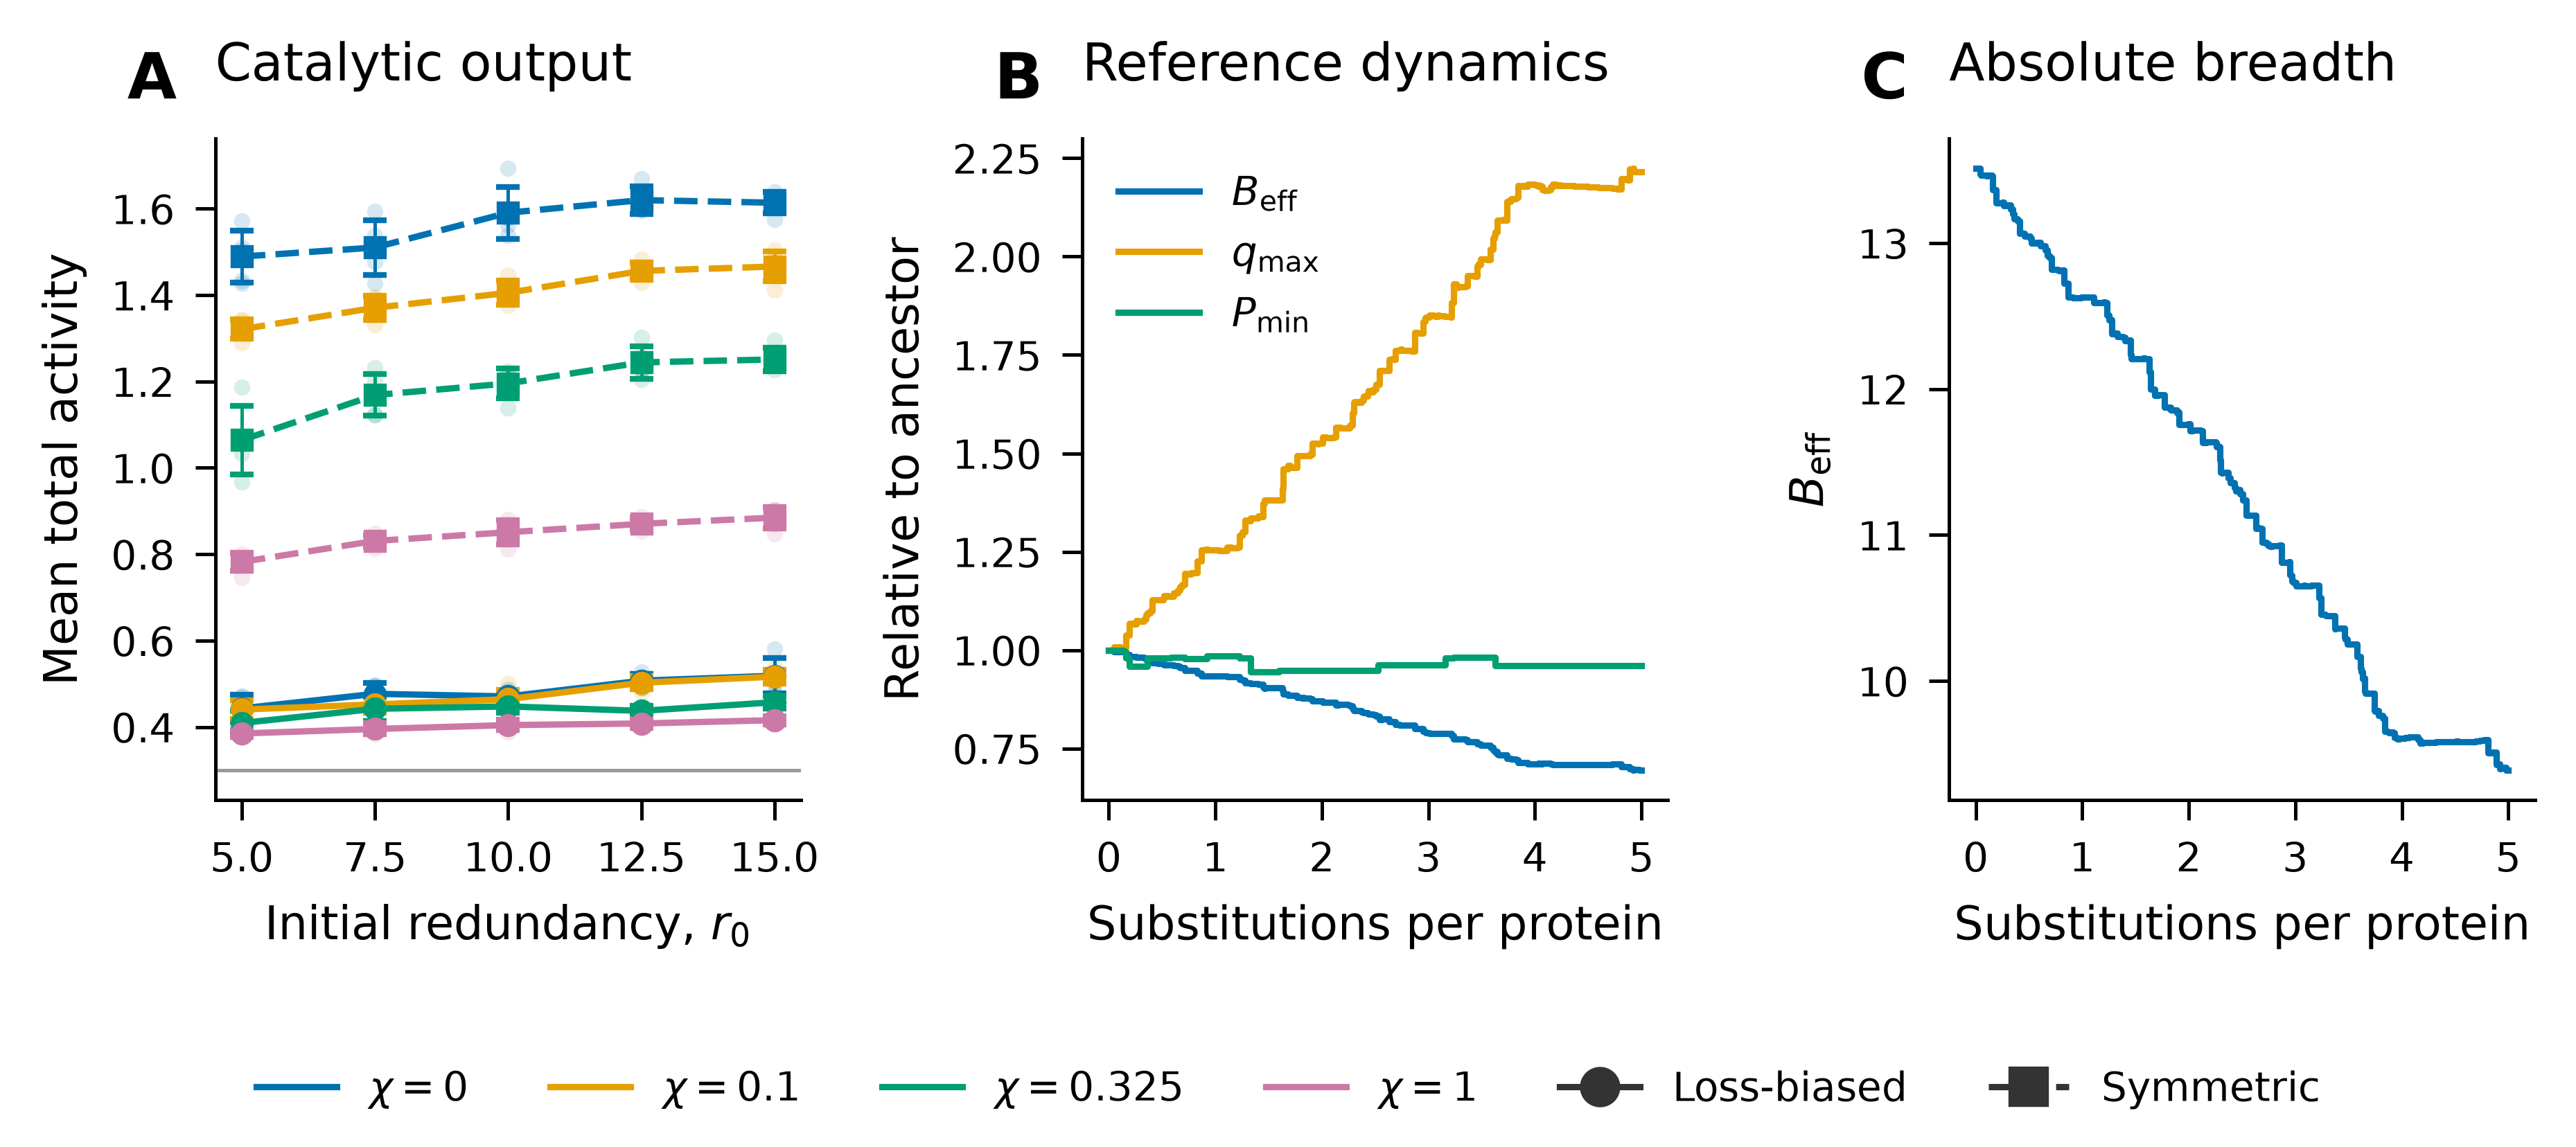 A Catalytic output
Mean total activity
1.6
1.4
1.2
1.0
0.8
0.6
0.4
5.0 7.5 10.0 12.5 15.0
Initial redundancy, r₀
B Reference dynamics
Relative to ancestor
2.25
2.00
1.75
1.50
1.25
1.00
0.75
B_eff
q_max
P_min
0 1 2 3 4 5
Substitutions per protein
C Absolute breadth
B_eff
13
12
11
10
0 1 2 3 4 5
Substitutions per protein
χ = 0 χ = 0.1 χ = 0.325 χ = 1 Loss-biased Symmetric